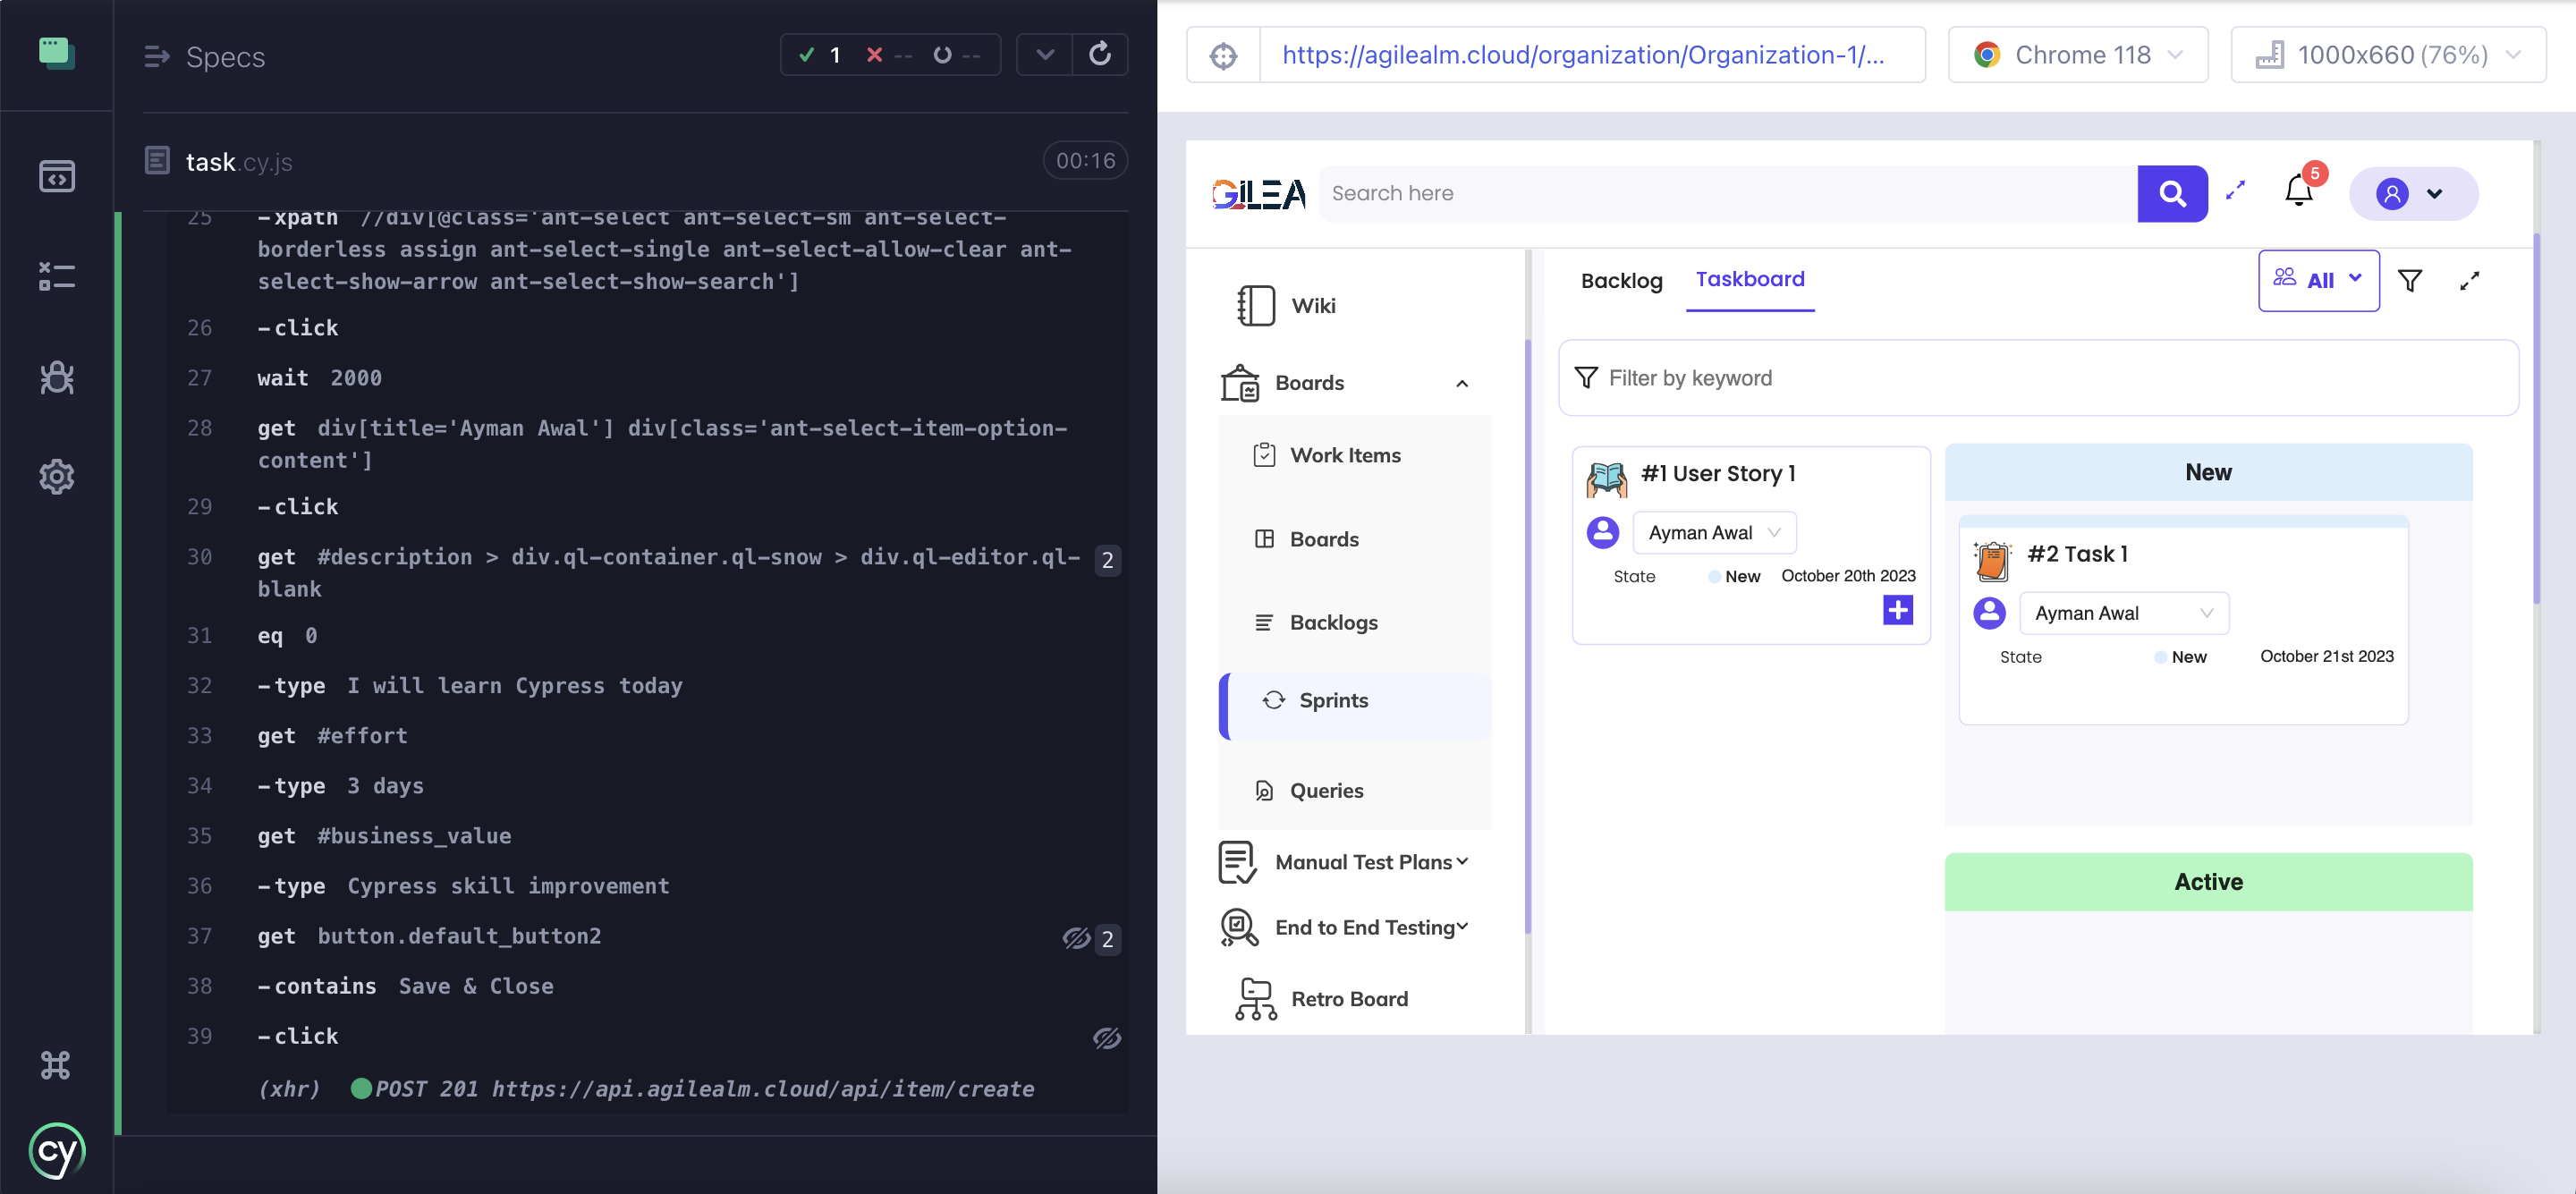 Specs
1 -- --
task.cy.js
00:16
25 -xpath //div[@class='ant-select ant-select-sm ant-select-
borderless assign ant-select-single ant-select-allow-clear ant-
select-show-arrow ant-select-show-search']
26 -click
27 wait 2000
28 get div[title='Ayman Awal'] div[class='ant-select-item-option-
content']
29 -click
30 get #description > div.ql-container.ql-snow > div.ql-editor.ql- 2
blank
31 eq 0
32 -type I will learn Cypress today
33 get #effort
34 -type 3 days
35 get #business_value
36 -type Cypress skill improvement
37 get button.default_button2 2
38 -contains Save & Close
39 -click
(xhr) POST 201 https://api.agilealm.cloud/api/item/create
cy
https://agilealm.cloud/organization/Organization-1/...
Chrome 118
1000x660 (76%)
GILEA
Search here
5
Wiki
Boards
Work Items
Boards
Backlogs
Sprints
Queries
Manual Test Plans
End to End Testing
Retro Board
Backlog
Taskboard
All
Filter by keyword
#1 User Story 1
Ayman Awal
State New October 20th 2023
New
#2 Task 1
Ayman Awal
State New October 21st 2023
Active